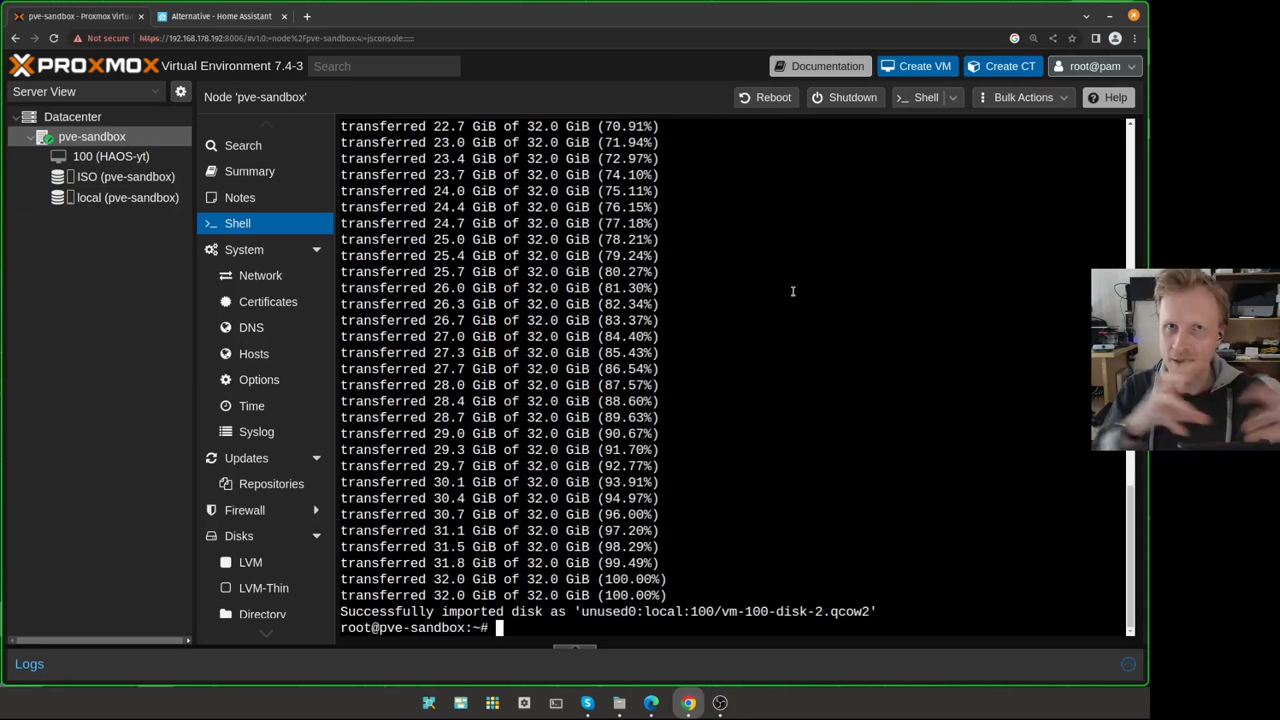 pve-sandbox - Proxmox Virtu
Alternative - Home Assistant
Not secure
https://192.168.178.192:8006/#v1:0:=node%2Fpve-sandbox:4:=jsconsole:::::
PROXMOX
Virtual Environment 7.4-3
Search
Documentation
Create VM
Create CT
root@pam
Server View
Node 'pve-sandbox'
Reboot
Shutdown
Shell
Bulk Actions
Help
Datacenter
pve-sandbox
100 (HAOS-yt)
ISO (pve-sandbox)
local (pve-sandbox)
Search
Summary
Notes
Shell
System
Network
Certificates
DNS
Hosts
Options
Time
Syslog
Updates
Repositories
Firewall
Disks
LVM
LVM-Thin
Directory
transferred 22.7 GiB of 32.0 GiB (70.91%)
transferred 23.0 GiB of 32.0 GiB (71.94%)
transferred 23.4 GiB of 32.0 GiB (72.97%)
transferred 23.7 GiB of 32.0 GiB (74.10%)
transferred 24.0 GiB of 32.0 GiB (75.11%)
transferred 24.4 GiB of 32.0 GiB (76.15%)
transferred 24.7 GiB of 32.0 GiB (77.18%)
transferred 25.0 GiB of 32.0 GiB (78.21%)
transferred 25.4 GiB of 32.0 GiB (79.24%)
transferred 25.7 GiB of 32.0 GiB (80.27%)
transferred 26.0 GiB of 32.0 GiB (81.30%)
transferred 26.3 GiB of 32.0 GiB (82.34%)
transferred 26.7 GiB of 32.0 GiB (83.37%)
transferred 27.0 GiB of 32.0 GiB (84.40%)
transferred 27.3 GiB of 32.0 GiB (85.43%)
transferred 27.7 GiB of 32.0 GiB (86.54%)
transferred 28.0 GiB of 32.0 GiB (87.57%)
transferred 28.4 GiB of 32.0 GiB (88.60%)
transferred 28.7 GiB of 32.0 GiB (89.63%)
transferred 29.0 GiB of 32.0 GiB (90.67%)
transferred 29.3 GiB of 32.0 GiB (91.70%)
transferred 29.7 GiB of 32.0 GiB (92.77%)
transferred 30.1 GiB of 32.0 GiB (93.91%)
transferred 30.4 GiB of 32.0 GiB (94.97%)
transferred 30.7 GiB of 32.0 GiB (96.00%)
transferred 31.1 GiB of 32.0 GiB (97.20%)
transferred 31.5 GiB of 32.0 GiB (98.29%)
transferred 31.8 GiB of 32.0 GiB (99.49%)
transferred 32.0 GiB of 32.0 GiB (100.00%)
transferred 32.0 GiB of 32.0 GiB (100.00%)
Successfully imported disk as 'unused0:local:100/vm-100-disk-2.qcow2'
root@pve-sandbox:~#
Logs